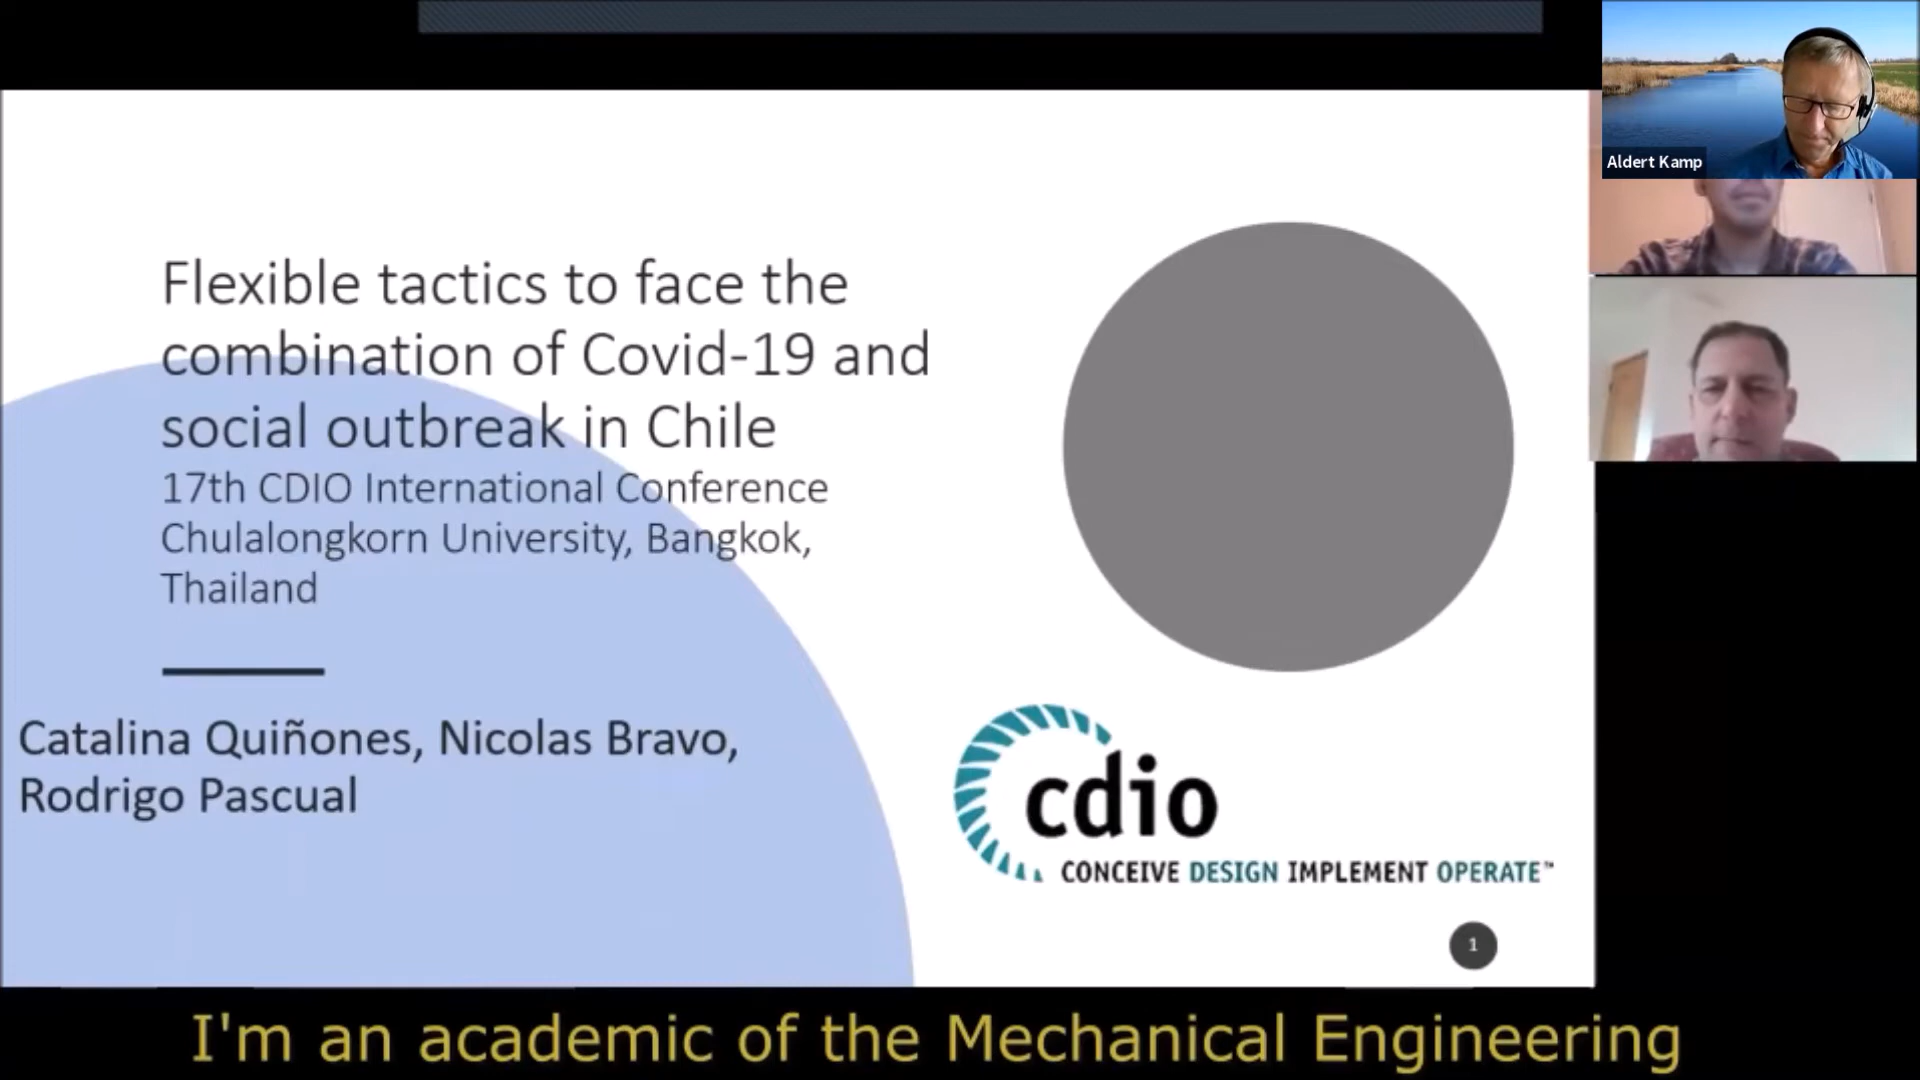 Aldert Kamp
Flexible tactics to face the
combination of Covid-19 and
social outbreak in Chile
17th CDIO International Conference
Chulalongkorn University, Bangkok,
Thailand
Catalina Quiñones, Nicolas Bravo,
Rodrigo Pascual
cdio
CONCEIVE DESIGN IMPLEMENT OPERATE™
1
I'm an academic of the Mechanical Engineering